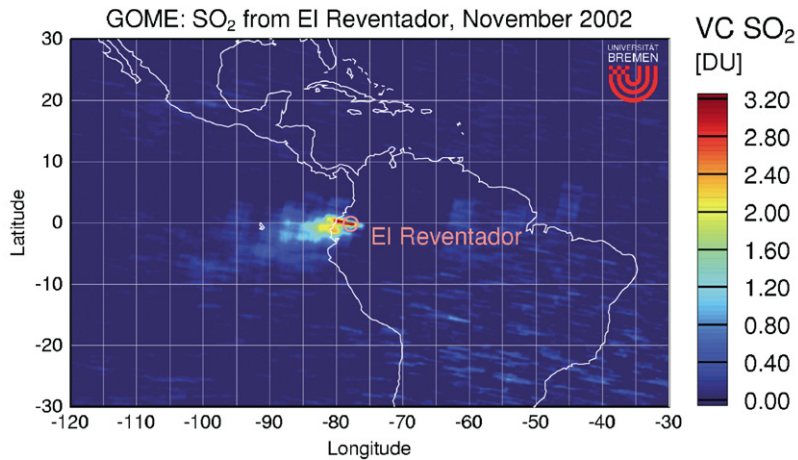 GOME: SO₂ from El Reventador, November 2002
VC SO₂
[DU]
UNIVERSITÄT
BREMEN
El Reventador
Latitude
30
20
10
0
-10
-20
-30
-120 -110 -100 -90 -80 -70 -60 -50 -40 -30
Longitude
3.20
2.80
2.40
2.00
1.60
1.20
0.80
0.40
0.00